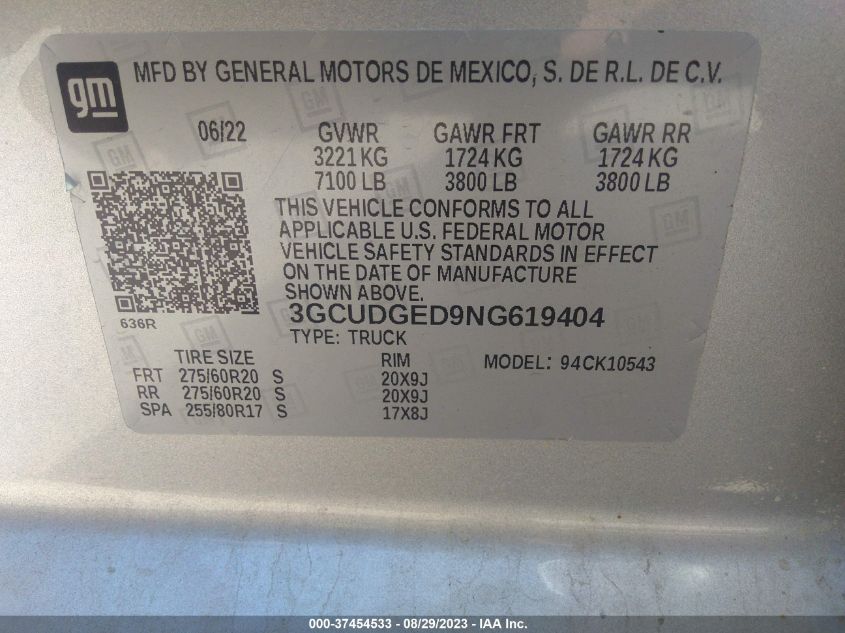 gm
MFD BY GENERAL MOTORS DE MEXICO, S. DE R.L. DE C.V.
06/22 GVWR GAWR FRT GAWR RR
3221 KG 1724 KG 1724 KG
7100 LB 3800 LB 3800 LB
THIS VEHICLE CONFORMS TO ALL
APPLICABLE U.S. FEDERAL MOTOR
VEHICLE SAFETY STANDARDS IN EFFECT
ON THE DATE OF MANUFACTURE
SHOWN ABOVE.
3GCUDGED9NG619404
636R
TYPE: TRUCK
TIRE SIZE RIM MODEL: 94CK10543
FRT 275/60R20 S 20X9J
RR 275/60R20 S 20X9J
SPA 255/80R17 S 17X8J
000-37454533 - 08/29/2023 - IAA Inc.